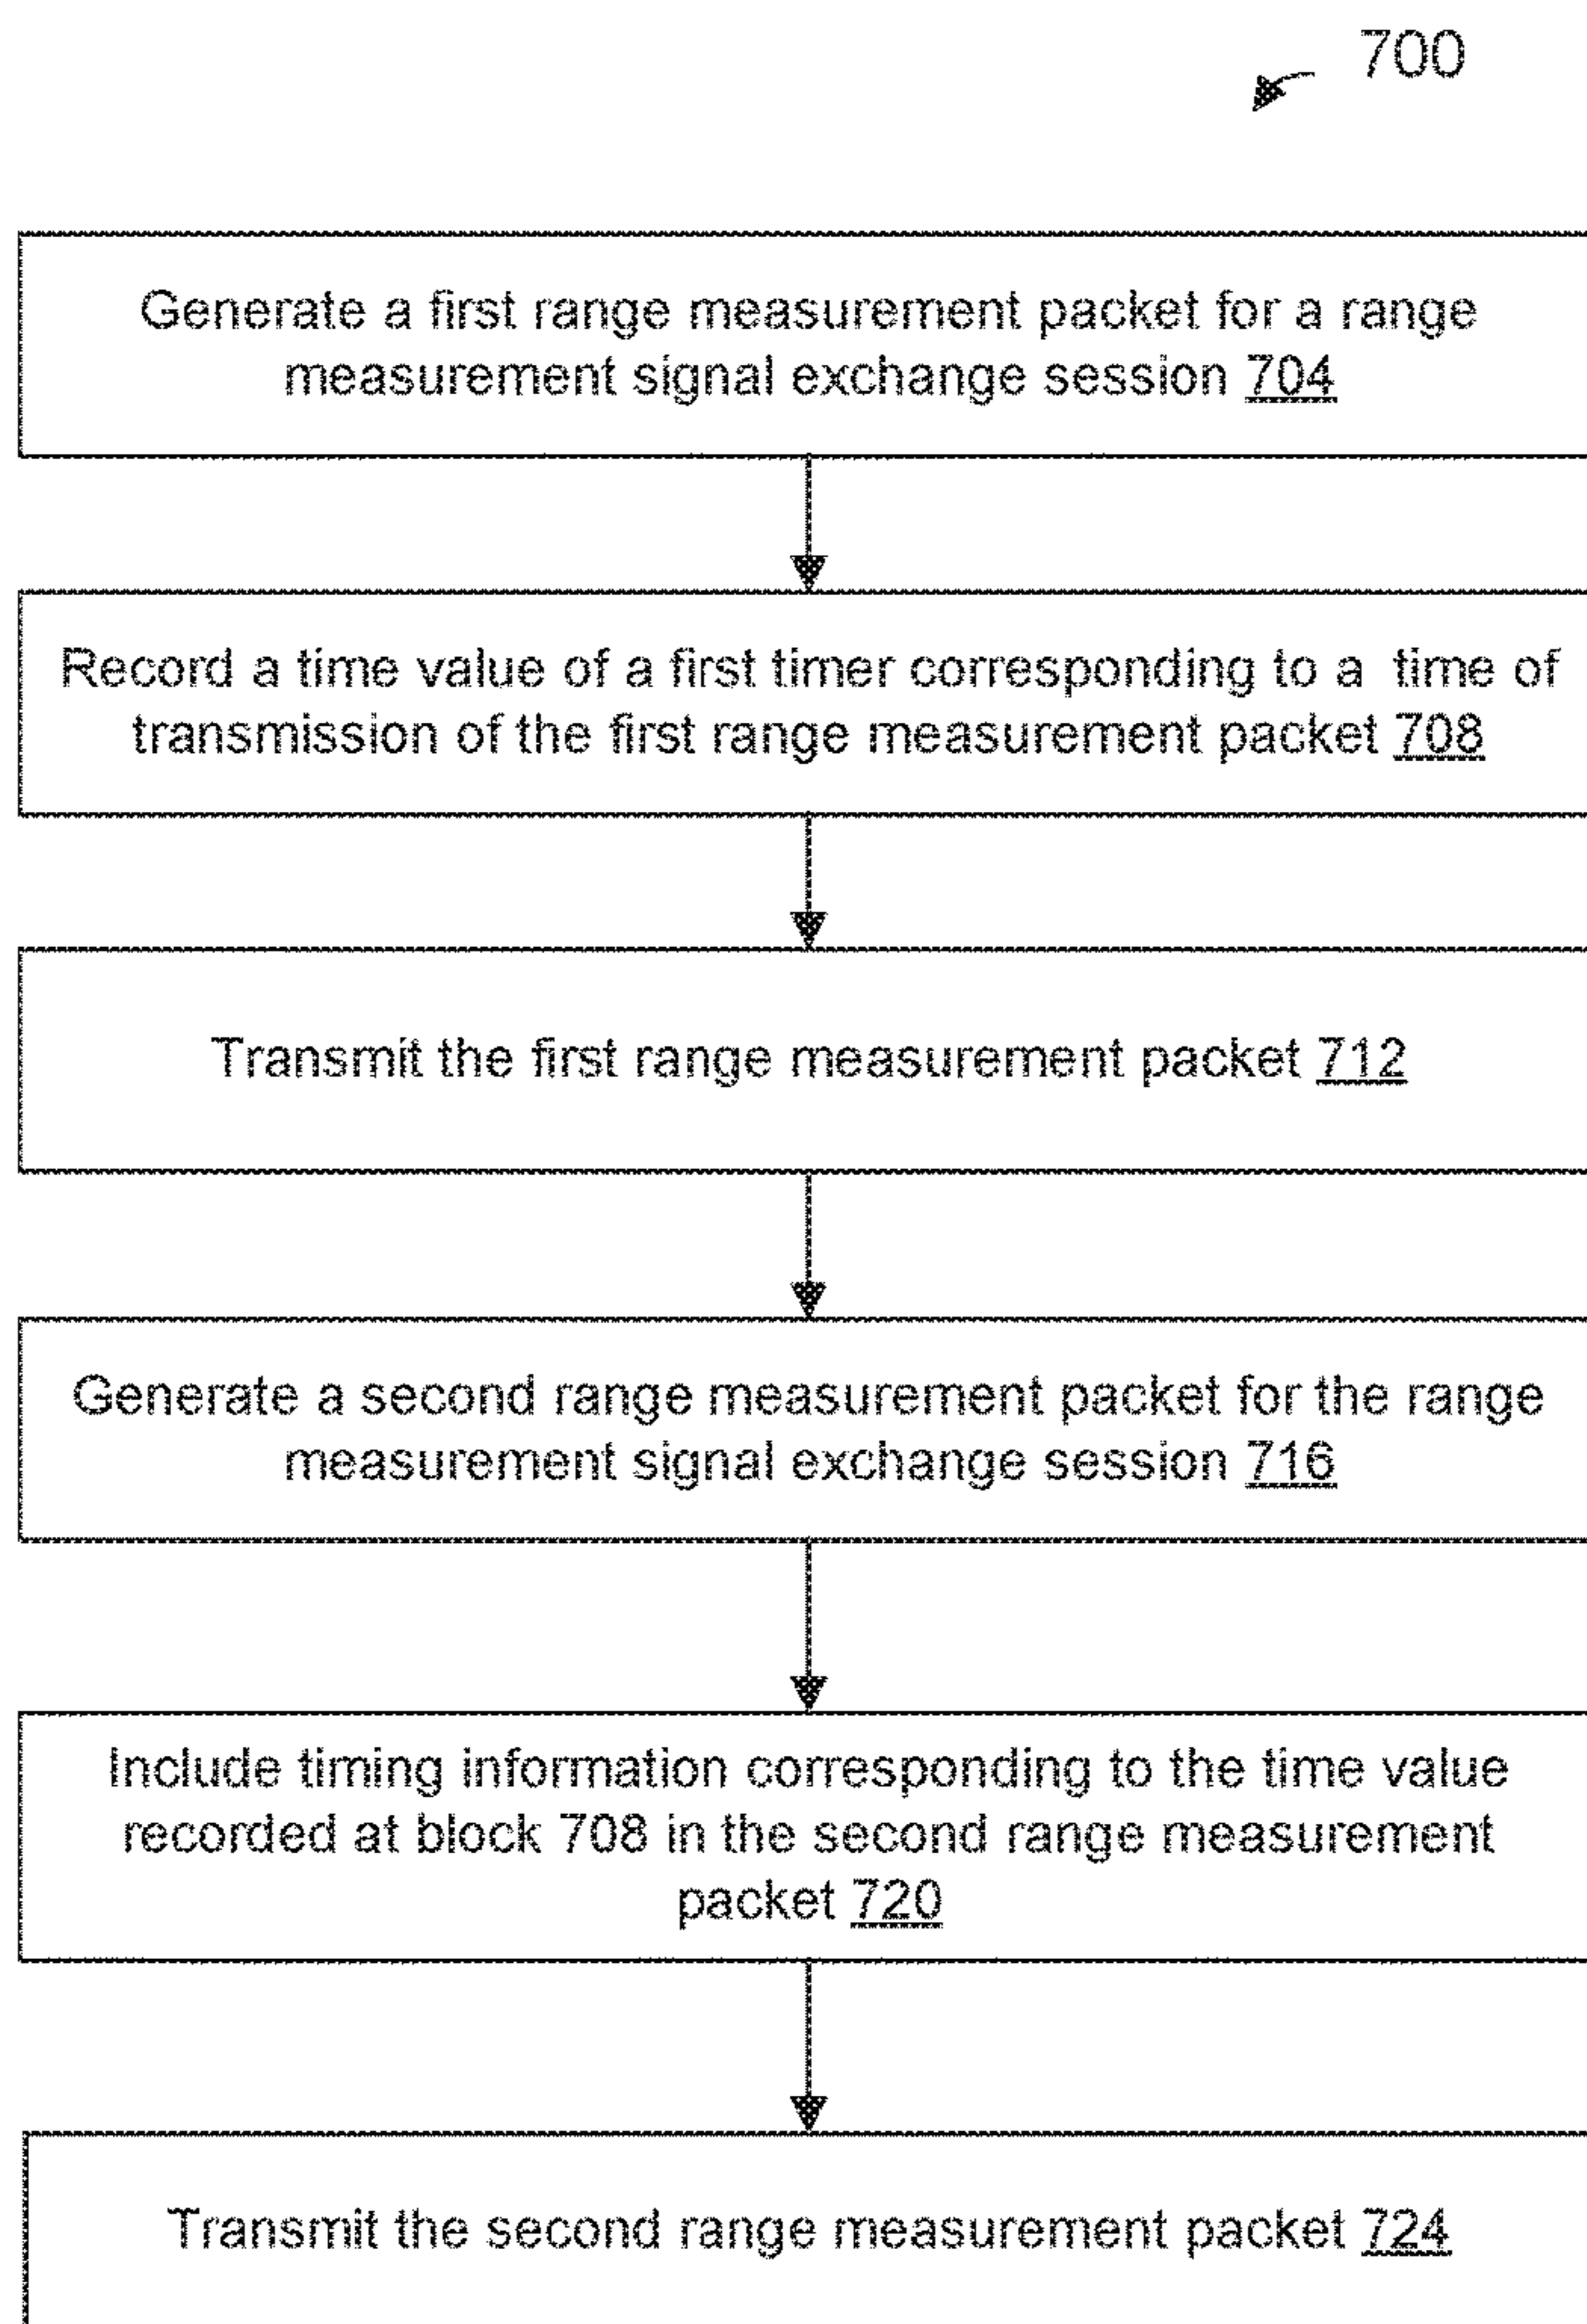 700
Generate a first range measurement packet for a range
measurement signal exchange session 704
Record a time value of a first timer corresponding to a time of
transmission of the first range measurement packet 708
Transmit the first range measurement packet 712
Generate a second range measurement packet for the range
measurement signal exchange session 716
Include timing information corresponding to the time value
recorded at block 708 in the second range measurement
packet 720
Transmit the second range measurement packet 724